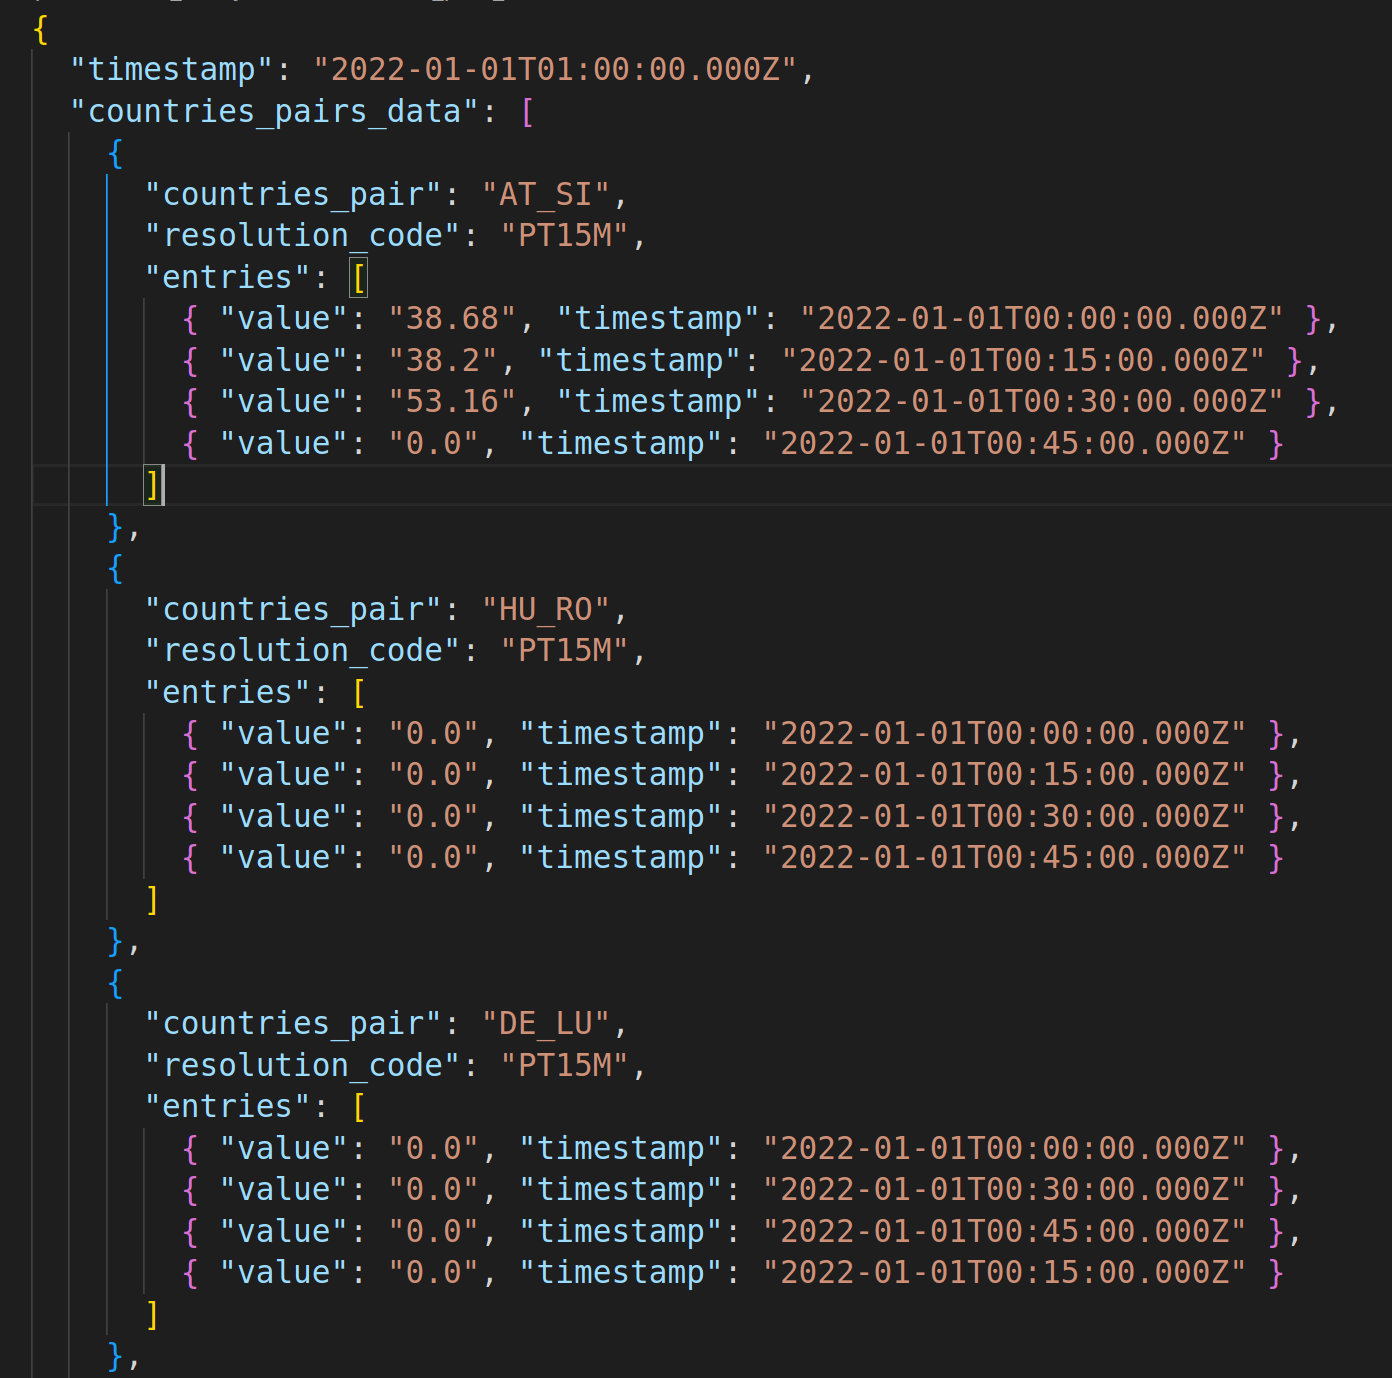 {
"timestamp": "2022-01-01T01:00:00.000Z",
"countries_pairs_data": [
{
"countries_pair": "AT_SI",
"resolution_code": "PT15M",
"entries": [
{ "value": "38.68", "timestamp": "2022-01-01T00:00:00.000Z" },
{ "value": "38.2", "timestamp": "2022-01-01T00:15:00.000Z" },
{ "value": "53.16", "timestamp": "2022-01-01T00:30:00.000Z" },
{ "value": "0.0", "timestamp": "2022-01-01T00:45:00.000Z" }
]
},
{
"countries_pair": "HU_RO",
"resolution_code": "PT15M",
"entries": [
{ "value": "0.0", "timestamp": "2022-01-01T00:00:00.000Z" },
{ "value": "0.0", "timestamp": "2022-01-01T00:15:00.000Z" },
{ "value": "0.0", "timestamp": "2022-01-01T00:30:00.000Z" },
{ "value": "0.0", "timestamp": "2022-01-01T00:45:00.000Z" }
]
},
{
"countries_pair": "DE_LU",
"resolution_code": "PT15M",
"entries": [
{ "value": "0.0", "timestamp": "2022-01-01T00:00:00.000Z" },
{ "value": "0.0", "timestamp": "2022-01-01T00:30:00.000Z" },
{ "value": "0.0", "timestamp": "2022-01-01T00:45:00.000Z" },
{ "value": "0.0", "timestamp": "2022-01-01T00:15:00.000Z" }
]
},